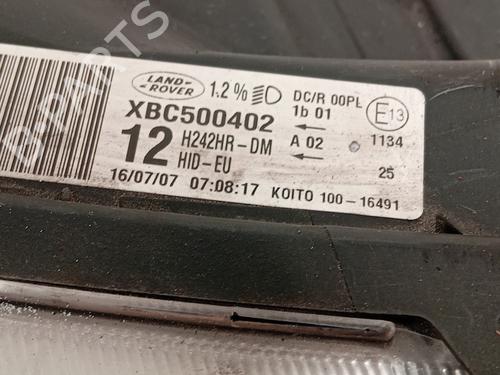 LAND ROVER 1.2% DC/R 00PL E13
XBC500402 1b 01
12 H242HR-DM A 02 1134
HID-EU 25
16/07/07 07:08:17 KOITO 100-16491
B-PARTS